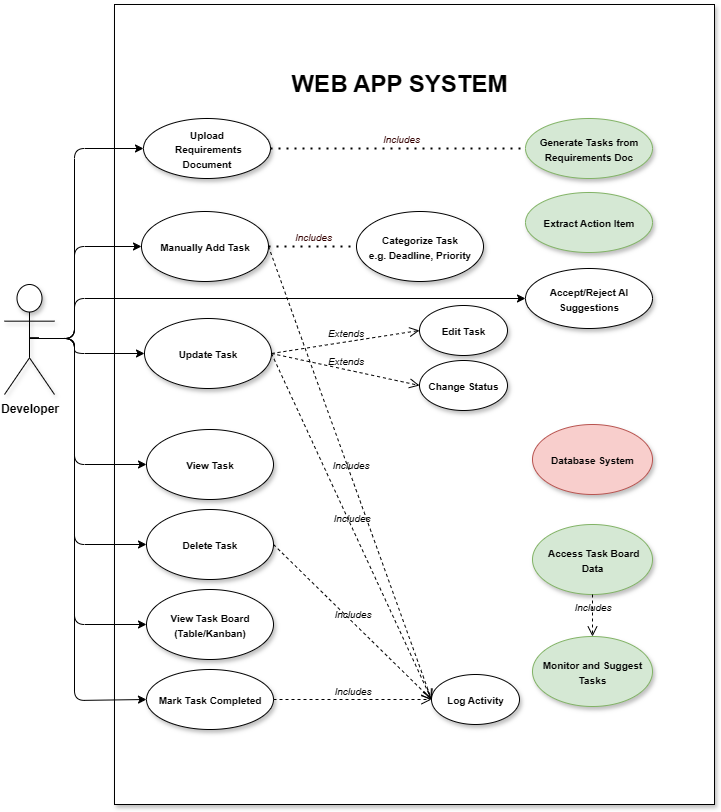 WEB APP SYSTEM
Upload
Requirements
Document
Includes
Generate Tasks from
Requirements Doc
Extract Action Item
Manually Add Task
Includes
Categorize Task
e.g. Deadline, Priority
Accept/Reject AI
Suggestions
Developer
Update Task
Extends
Edit Task
Extends
Change Status
View Task
Includes
Database System
Includes
Delete Task
Access Task Board
Data
Includes
View Task Board
(Table/Kanban)
Includes
Monitor and Suggest
Tasks
Mark Task Completed
Includes
Log Activity